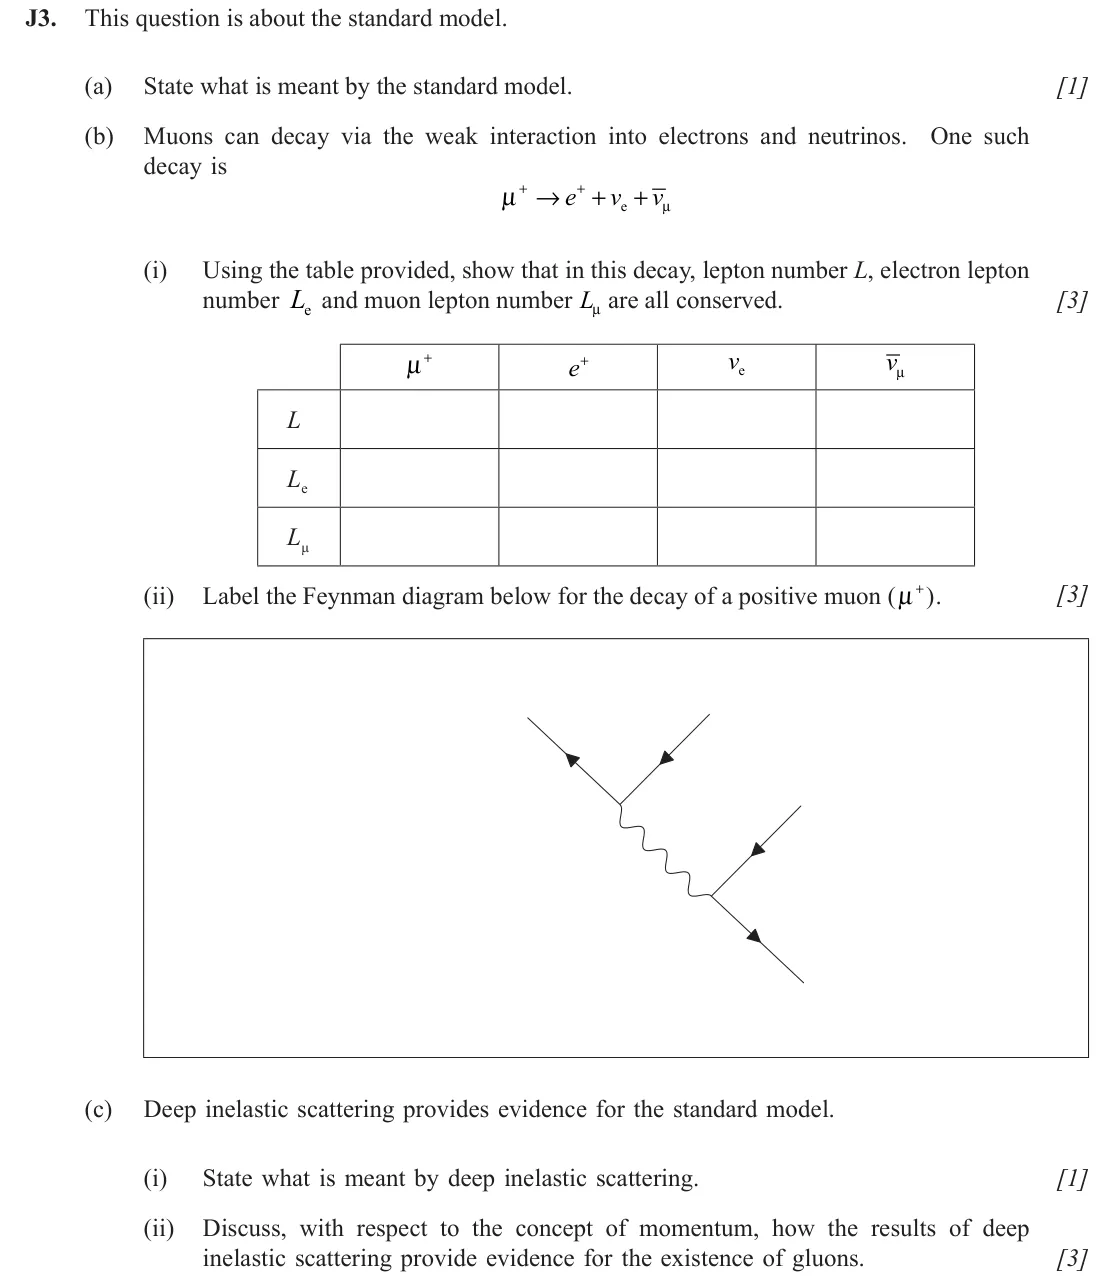 J3. This question is about the standard model.
(a) State what is meant by the standard model. [1]
(b) Muons can decay via the weak interaction into electrons and neutrinos. One such
decay is
μ⁺ → e⁺ + νₑ + ν̅_μ
(i) Using the table provided, show that in this decay, lepton number L, electron lepton
number Lₑ and muon lepton number L_μ are all conserved. [3]
μ⁺ e⁺ νₑ ν̅_μ
L
Lₑ
L_μ
(ii) Label the Feynman diagram below for the decay of a positive muon (μ⁺). [3]
(c) Deep inelastic scattering provides evidence for the standard model.
(i) State what is meant by deep inelastic scattering. [1]
(ii) Discuss, with respect to the concept of momentum, how the results of deep
inelastic scattering provide evidence for the existence of gluons. [3]